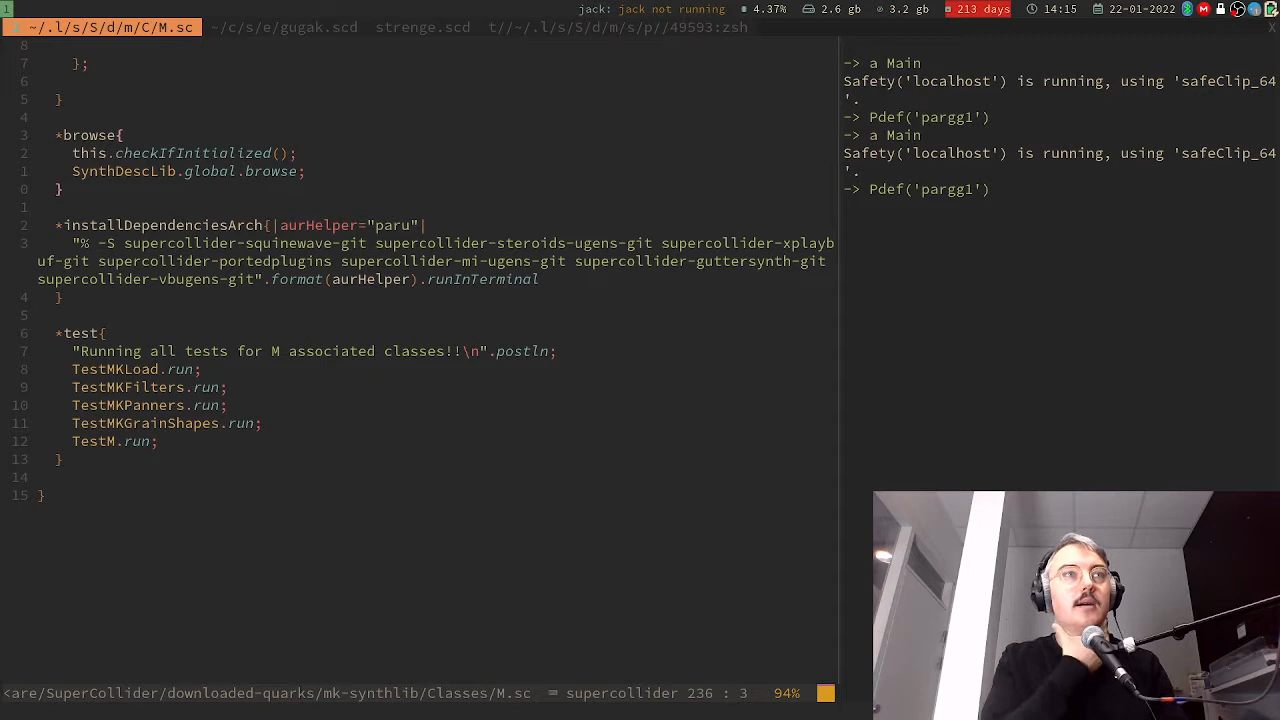 1 jack: jack not running 4.37% 2.6 gb 3.2 gb 213 days 14:15 22-01-2022
~/.l/s/S/d/m/C/M.sc ~/c/s/e/gugak.scd strenge.scd t//~/.l/s/S/d/m/s/p//49593:zsh X
8
7 };
6
5 }
4
3 *browse{
2 this.checkIfInitialized();
1 SynthDescLib.global.browse;
0 }
1
2 *installDependenciesArch{|aurHelper="paru"|
3 "% -S supercollider-squinewave-git supercollider-steroids-ugens-git supercollider-xplayb
uf-git supercollider-portedplugins supercollider-mi-ugens-git supercollider-guttersynth-git
supercollider-vbugens-git".format(aurHelper).runInTerminal
4 }
5
6 *test{
7 "Running all tests for M associated classes!!\n".postln;
8 TestMKLoad.run;
9 TestMKFilters.run;
10 TestMKPanners.run;
11 TestMKGrainShapes.run;
12 TestM.run;
13 }
14
15 }
<are/SuperCollider/downloaded-quarks/mk-synthlib/Classes/M.sc = supercollider 236 : 3 94%
-> a Main
Safety('localhost') is running, using 'safeClip_64
'.
-> Pdef('pargg1')
-> a Main
Safety('localhost') is running, using 'safeClip_64
'.
-> Pdef('pargg1')